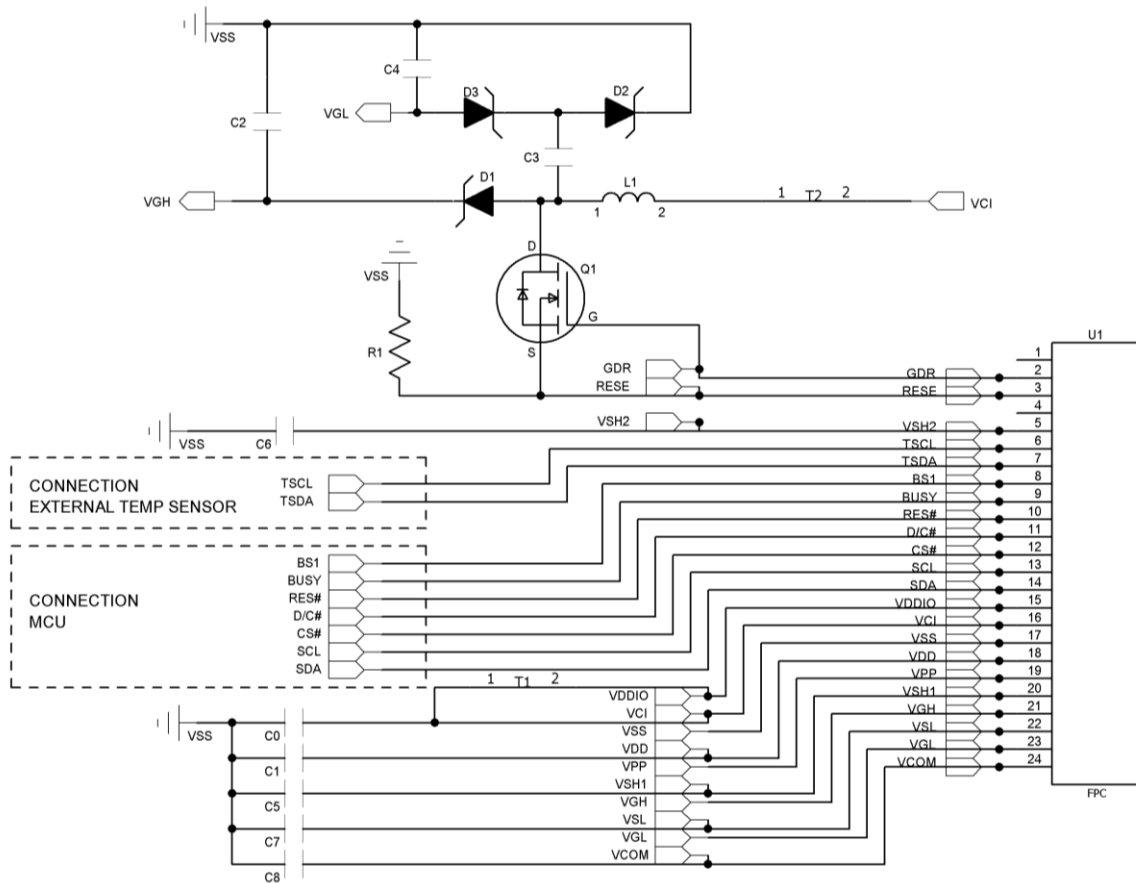 VSS
C4
D3
D2
VGL
C2
C3
D1
L1
VGH
1
2
1 T2 2
VCI
D
Q1
VSS
G
R1
S
U1
1
GDR
GDR
2
RESE
RESE
3
4
VSH2
VSH2
5
VSS
C6
TSCL
6
TSDA
7
CONNECTION
EXTERNAL TEMP SENSOR
TSCL
TSDA
BS1
8
BUSY
9
RES#
10
D/C#
11
CS#
12
SCL
13
SDA
14
CONNECTION
MCU
BS1
BUSY
RES#
D/C#
CS#
SCL
SDA
VDDIO
15
VCI
16
VSS
17
VDD
18
VPP
19
VSH1
20
VGH
21
VSL
22
VGL
23
VCOM
24
FPC
1 T1 2
VDDIO
VCI
VSS
VDD
VPP
VSH1
VGH
VSL
VGL
VCOM
VSS
C0
C1
C5
C7
C8